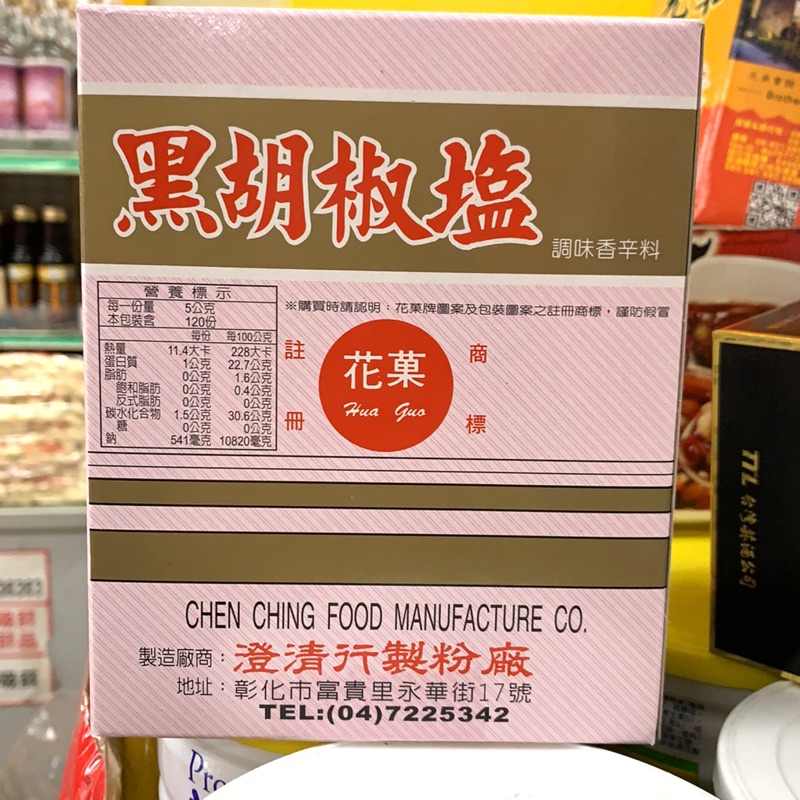 黑胡椒塩
調味香辛料
營養標示
每一份量 5公克
本包裝含 120份
每份 每100公克
熱量 11.4大卡 228大卡
蛋白質 1公克 22.7公克
脂肪 0公克 1.6公克
飽和脂肪 0公克 0.4公克
反式脂肪 0公克 0公克
碳水化合物 1.5公克 30.6公克
糖 0公克 0公克
鈉 541毫克 10820毫克
※購買時請認明：花菓牌圖案及包裝圖案之註冊商標，謹防假冒
註冊
花菓
Hua Guo
商標
CHEN CHING FOOD MANUFACTURE CO.
製造廠商：澄清行製粉廠
地址：彰化市富貴里永華街17號
TEL:(04)7225342
TTL
Pro